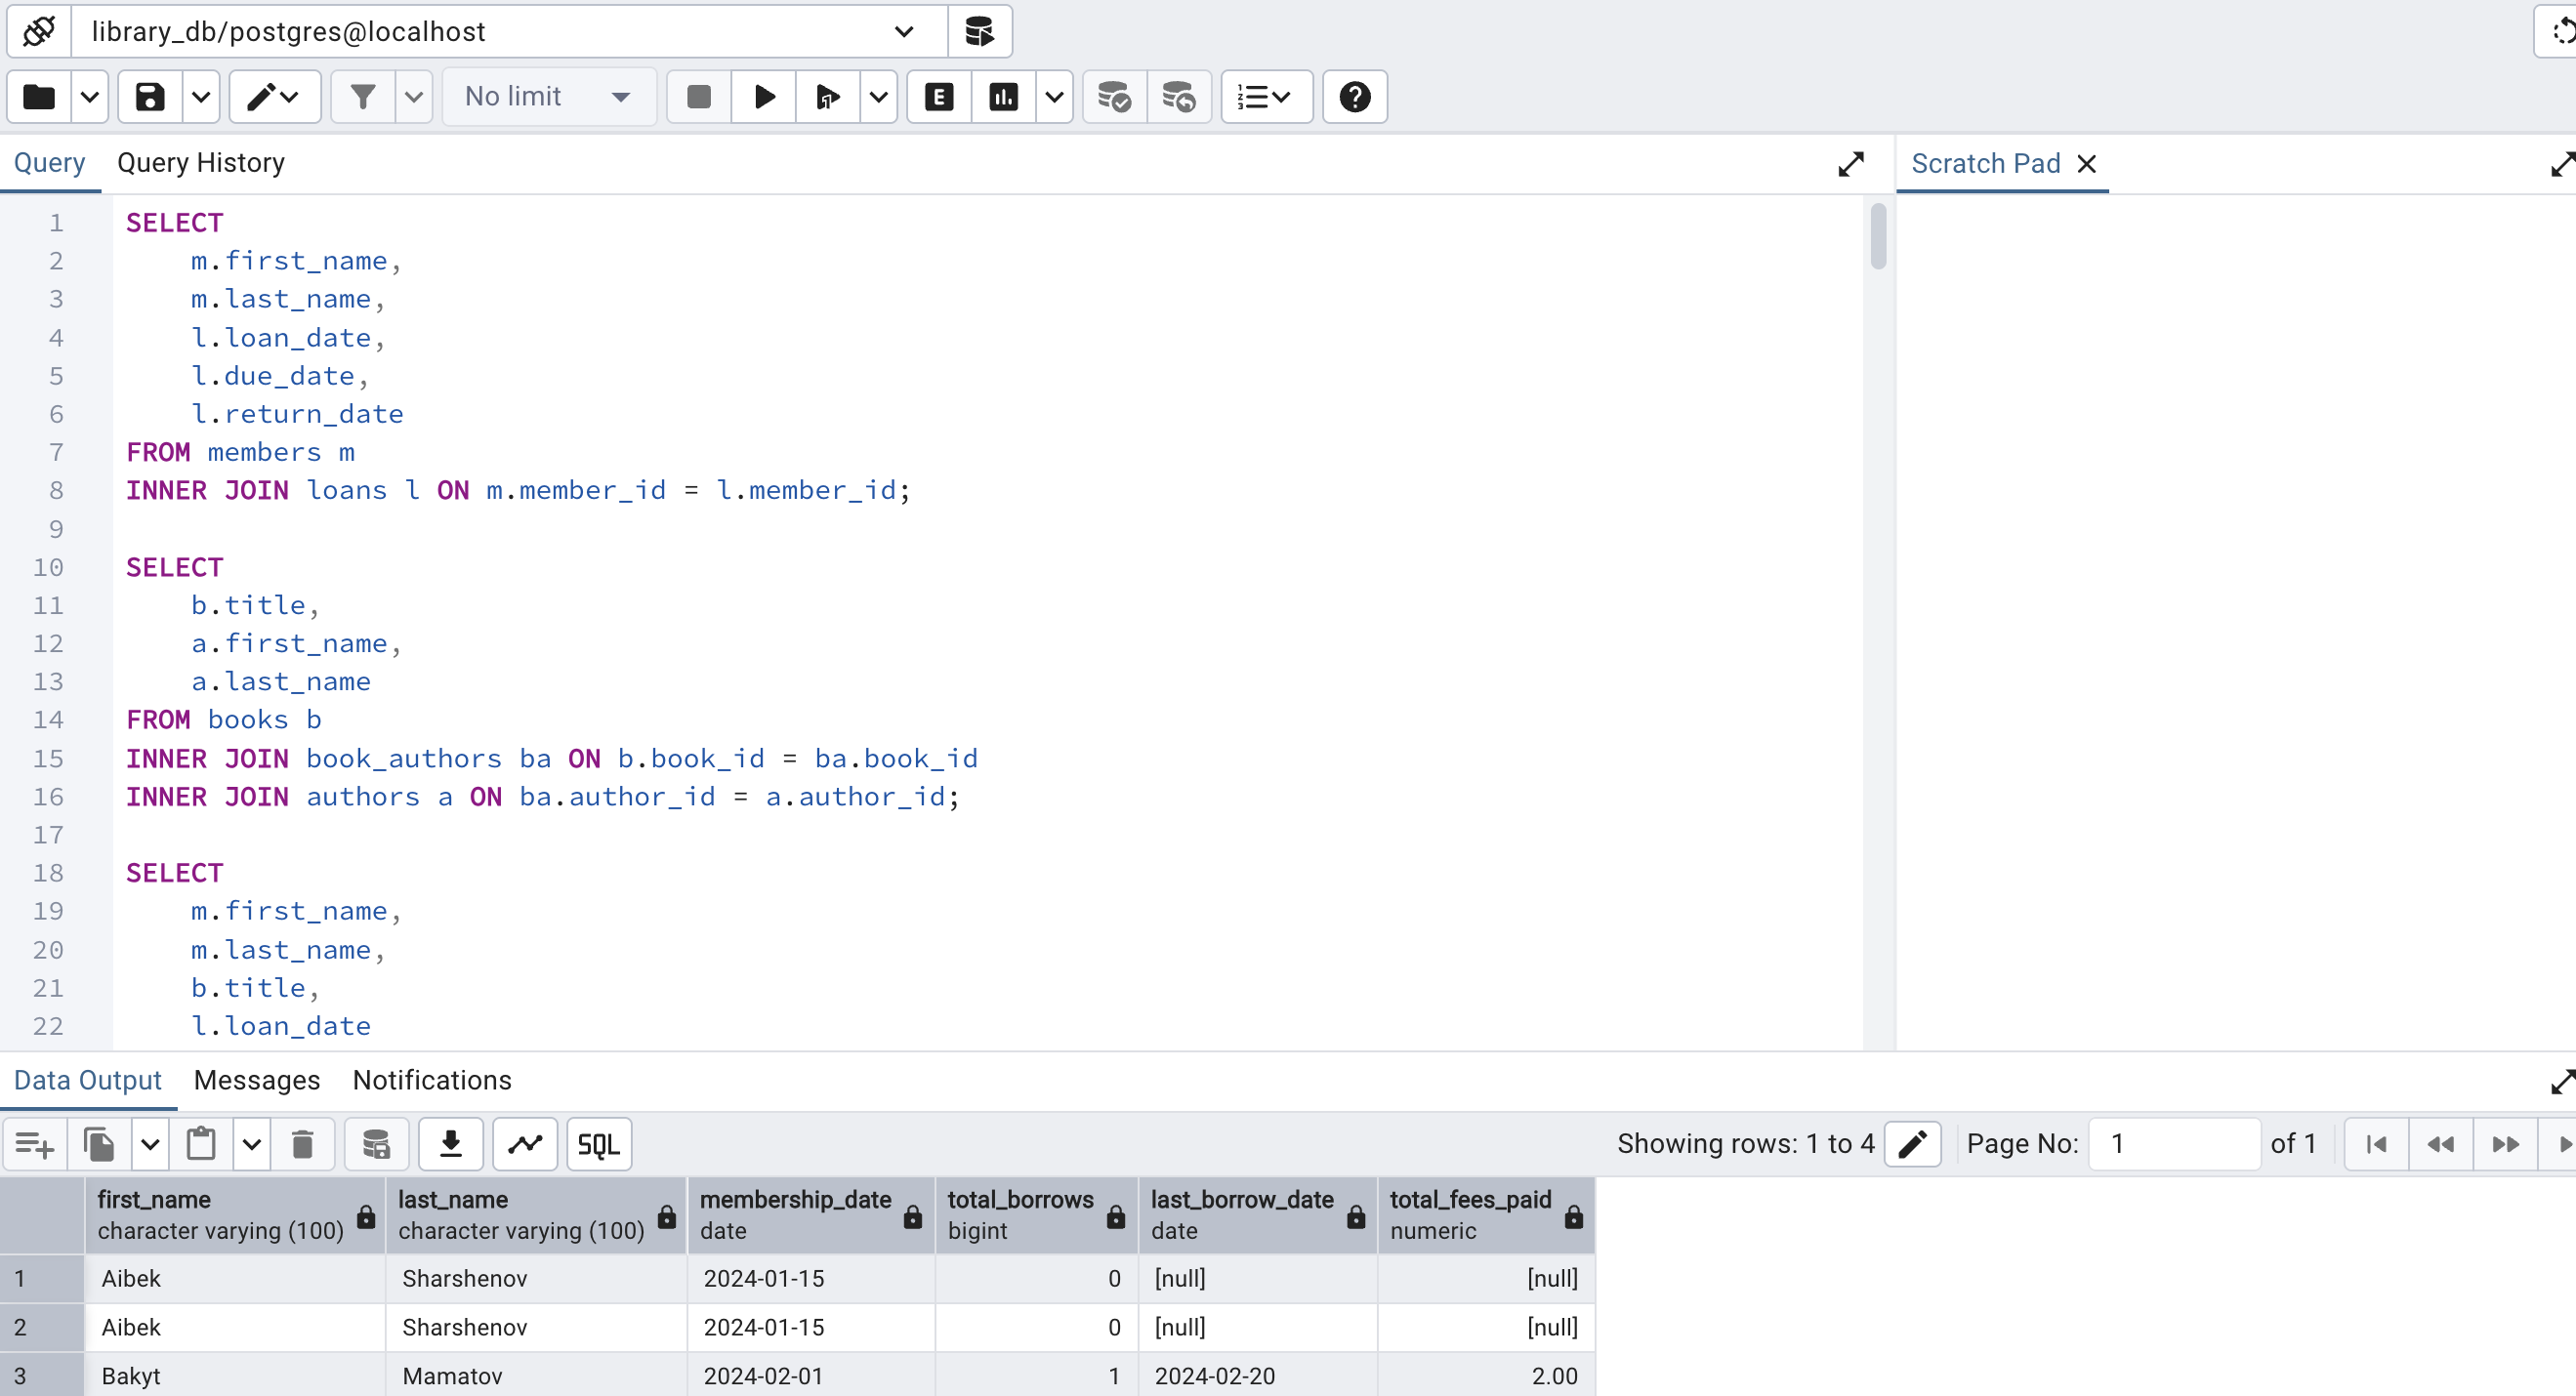 library_db/postgres@localhost
No limit
E
Query Query History
Scratch Pad
1 SELECT
2 m.first_name,
3 m.last_name,
4 l.loan_date,
5 l.due_date,
6 l.return_date
7 FROM members m
8 INNER JOIN loans l ON m.member_id = l.member_id;
9
10 SELECT
11 b.title,
12 a.first_name,
13 a.last_name
14 FROM books b
15 INNER JOIN book_authors ba ON b.book_id = ba.book_id
16 INNER JOIN authors a ON ba.author_id = a.author_id;
17
18 SELECT
19 m.first_name,
20 m.last_name,
21 b.title,
22 l.loan_date
Data Output Messages Notifications
SQL Showing rows: 1 to 4 Page No: 1 of 1
first_name last_name membership_date total_borrows last_borrow_date total_fees_paid
character varying (100) character varying (100) date bigint date numeric
1 Aibek Sharshenov 2024-01-15 0 [null] [null]
2 Aibek Sharshenov 2024-01-15 0 [null] [null]
3 Bakyt Mamatov 2024-02-01 1 2024-02-20 2.00